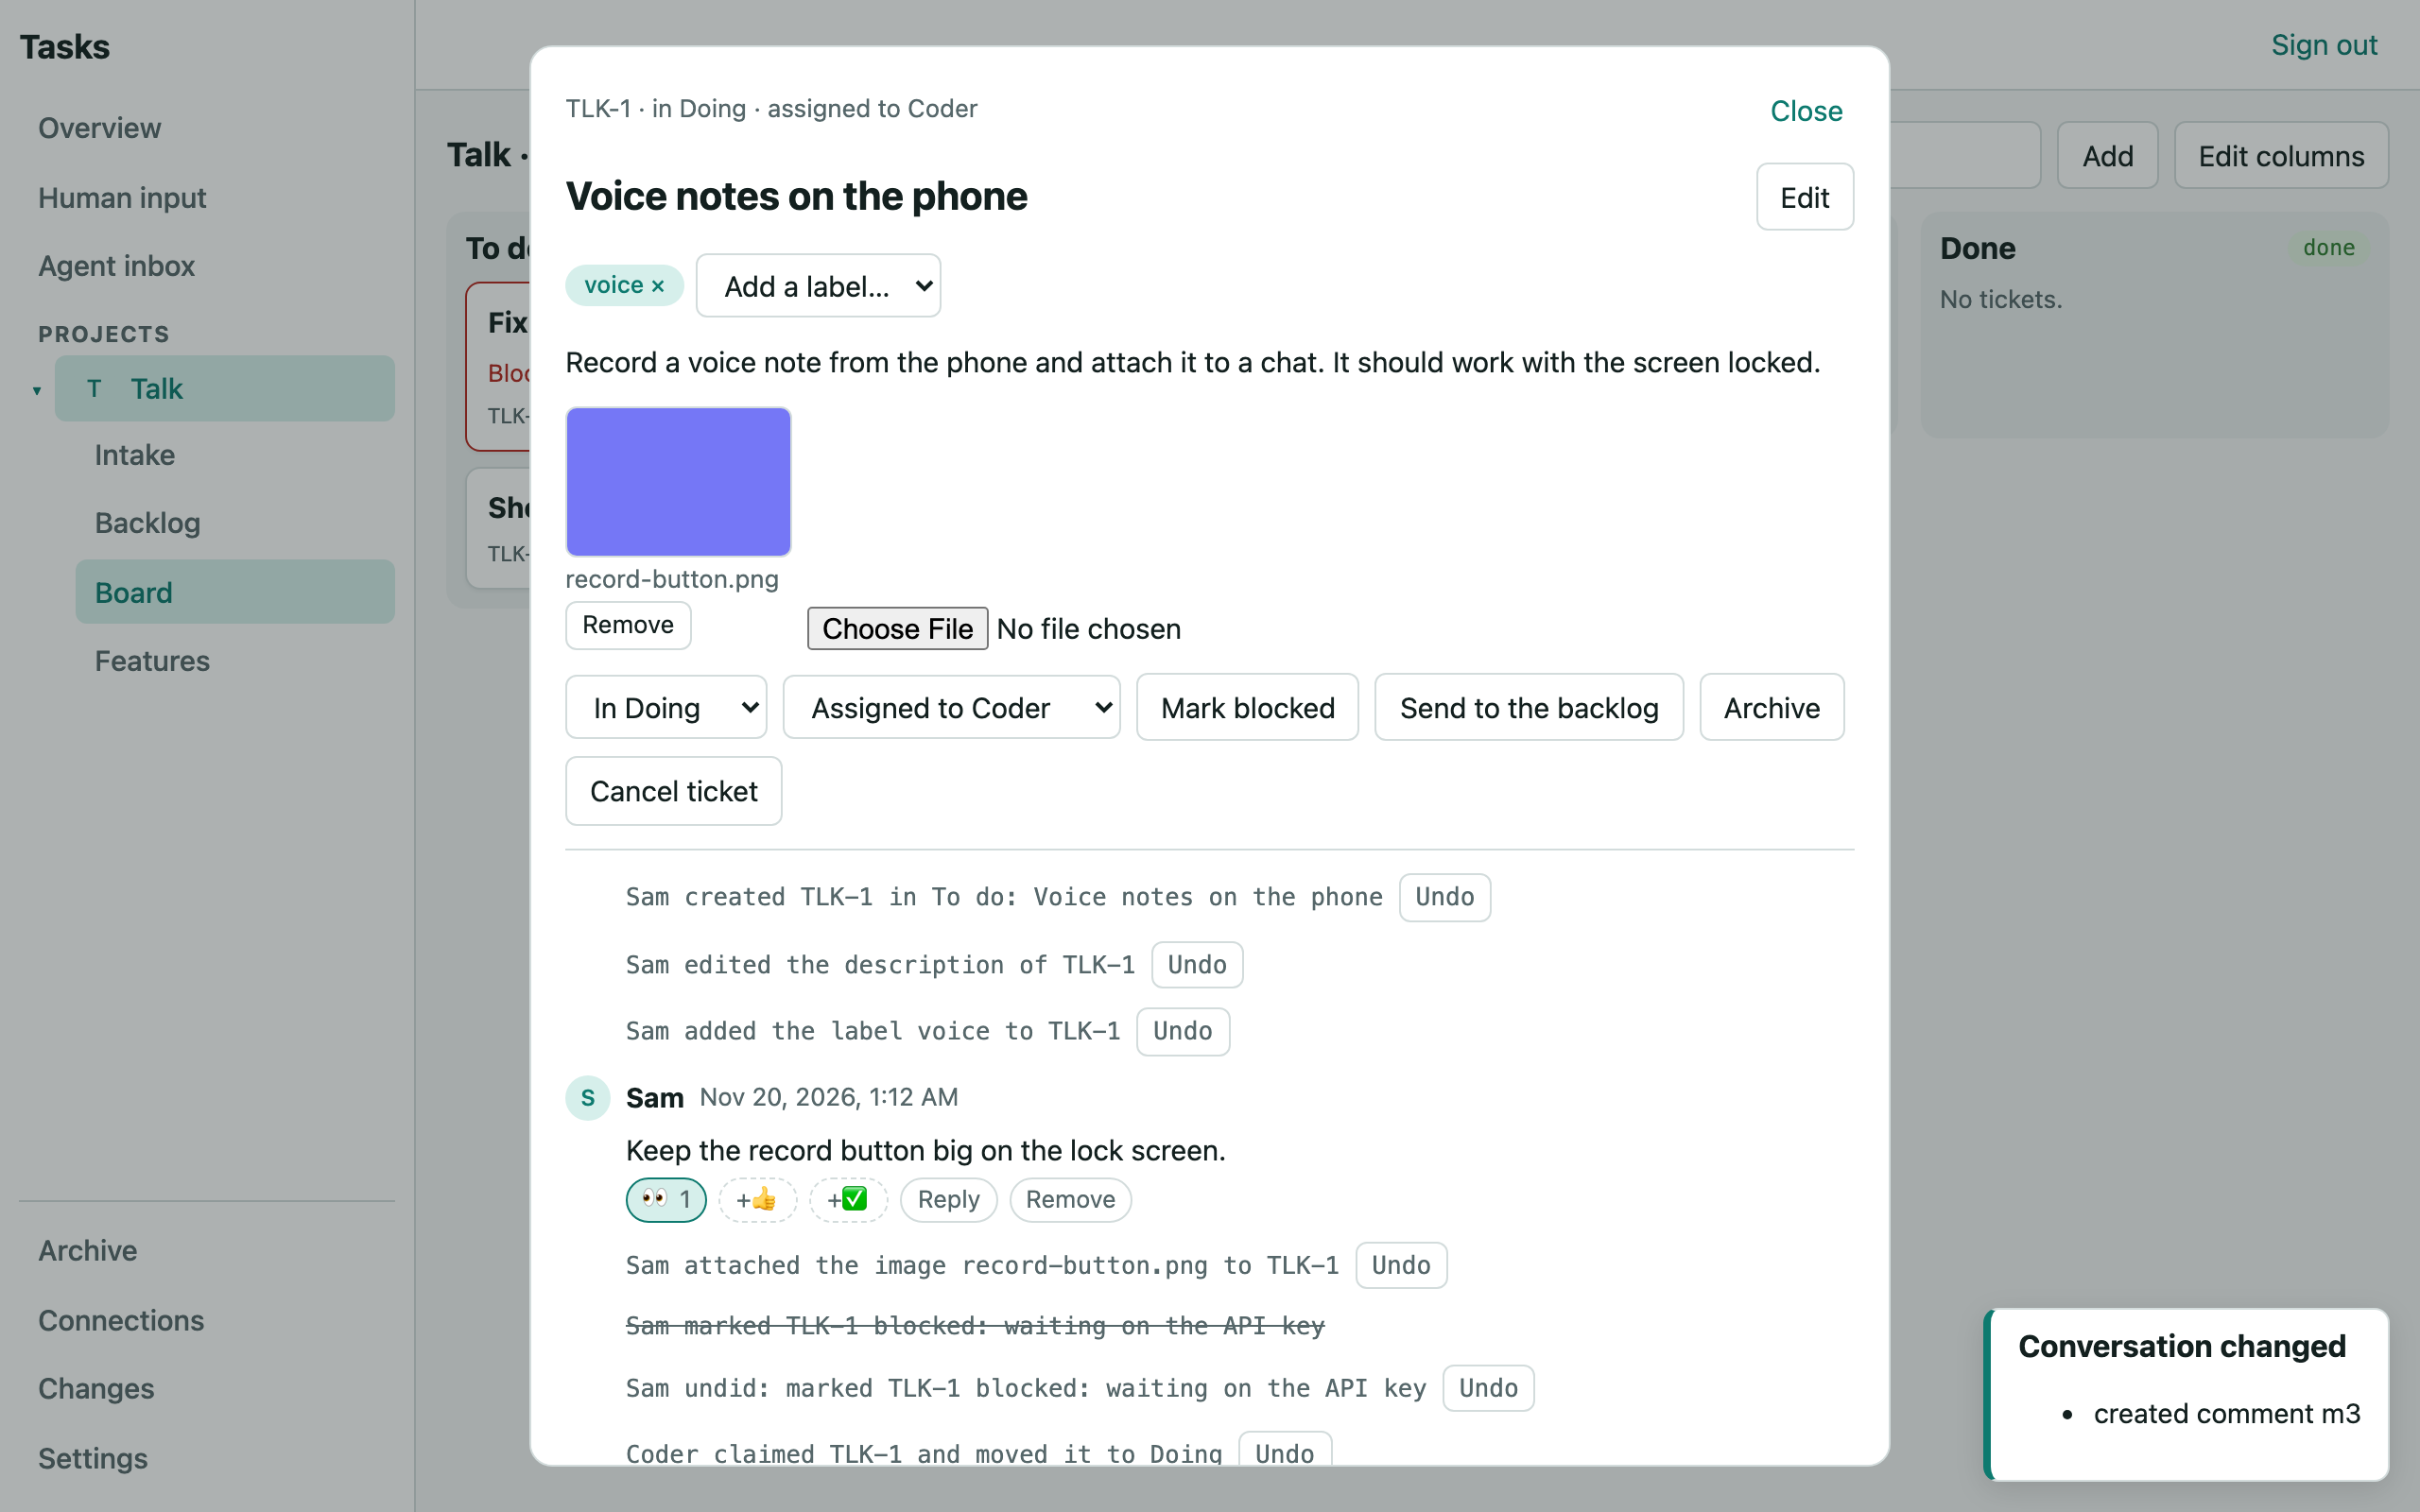 Tasks
Sign out
Overview
Human input
Agent inbox
PROJECTS
T Talk
Intake
Backlog
Board
Features
Archive
Connections
Changes
Settings
Talk ·
Add
Edit columns
To do
Fix
TLK-
TLK-
Done
done
No tickets.
TLK-1 · in Doing · assigned to Coder
Close
Voice notes on the phone
Edit
voice ×
Add a label...
Record a voice note from the phone and attach it to a chat. It should work with the screen locked.
record-button.png
Remove
Choose File No file chosen
In Doing
Assigned to Coder
Mark blocked
Send to the backlog
Archive
Cancel ticket
Sam created TLK-1 in To do: Voice notes on the phone Undo
Sam edited the description of TLK-1 Undo
Sam added the label voice to TLK-1 Undo
S Sam Nov 20, 2026, 1:12 AM
Keep the record button big on the lock screen.
👀 1 +👍 +✅ Reply Remove
Sam attached the image record-button.png to TLK-1 Undo
Sam marked TLK-1 blocked: waiting on the API key
Sam undid: marked TLK-1 blocked: waiting on the API key Undo
Coder claimed TLK-1 and moved it to Doing Undo
Conversation changed
• created comment m3